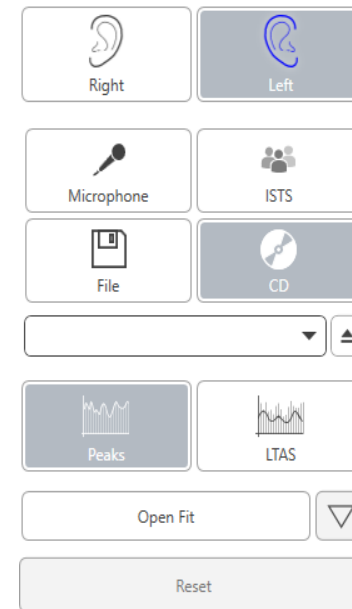 Right Left
Microphone ISTS
File CD
Peaks LTAS
Open Fit
Reset